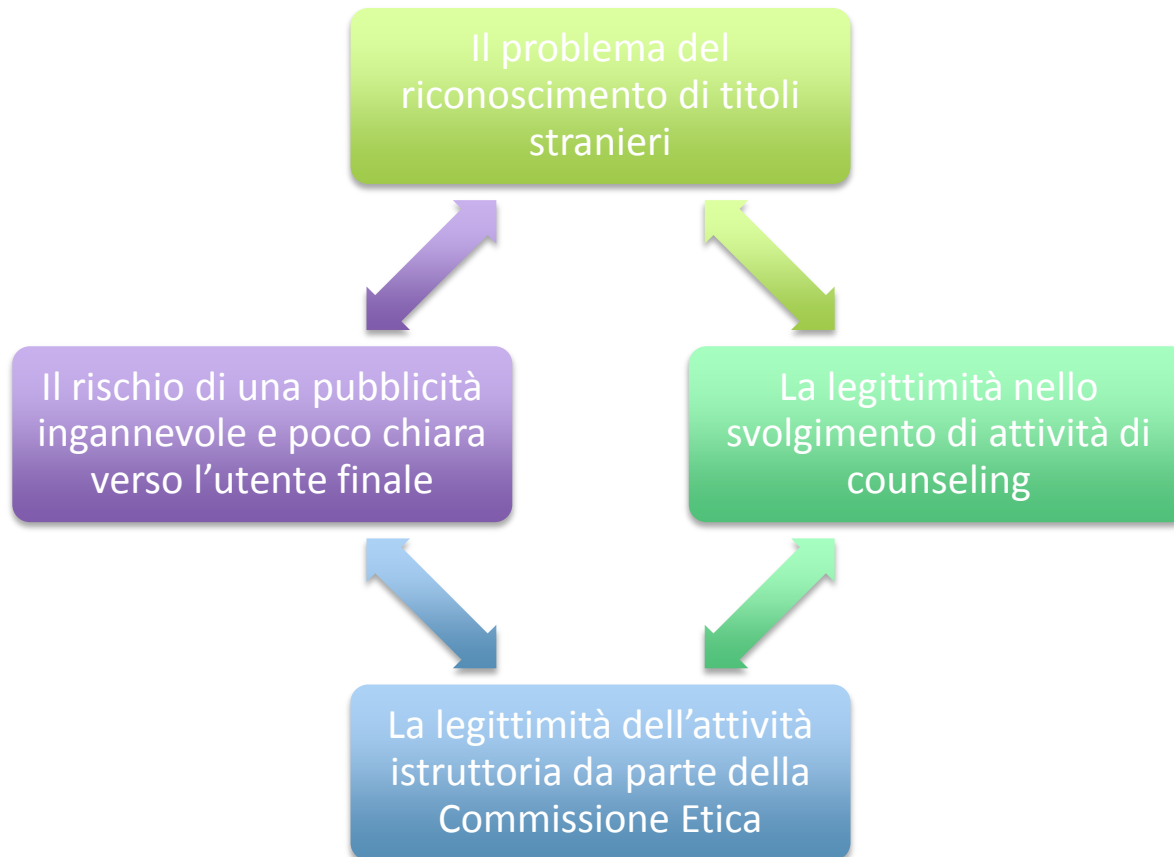 Il problema del
riconoscimento di titoli
stranieri
Il rischio di una pubblicità
ingannevole e poco chiara
verso l’utente finale
La legittimità nello
svolgimento di attività di
counseling
La legittimità dell’attività
istruttoria da parte della
Commissione Etica